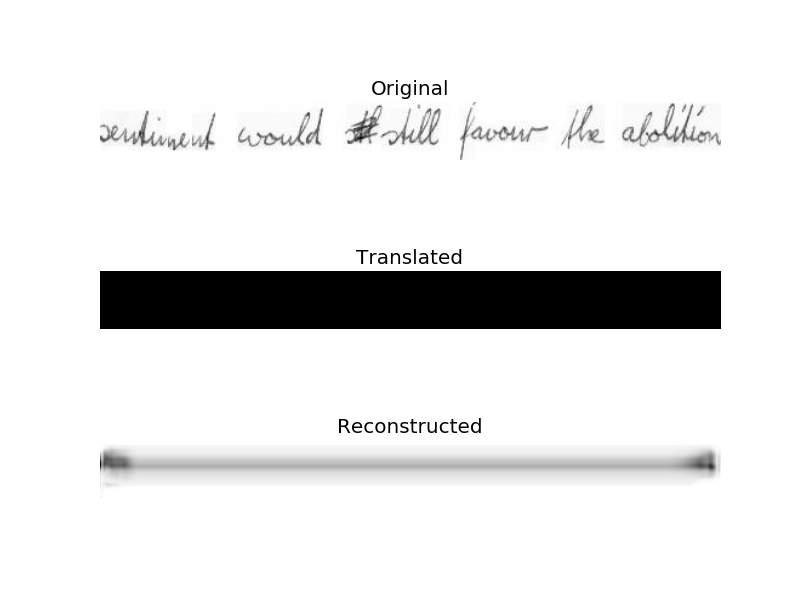 Original
sentiment would still favour the abolition
Translated
Reconstructed